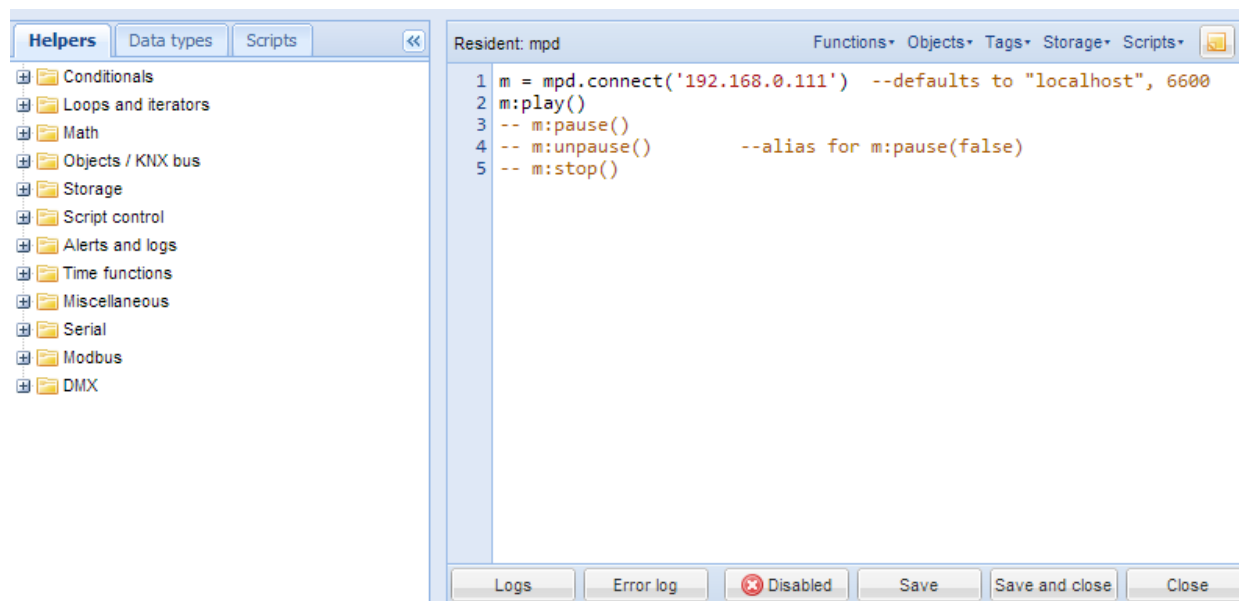 Helpers Data types Scripts
Conditionals
Loops and iterators
Math
Objects / KNX bus
Storage
Script control
Alerts and logs
Time functions
Miscellaneous
Serial
Modbus
DMX
Resident: mpd Functions Objects Tags Storage Scripts
1 m = mpd.connect('192.168.0.111')  --defaults to "localhost", 6600
2 m:play()
3 -- m:pause()
4 -- m:unpause()        --alias for m:pause(false)
5 -- m:stop()
Logs Error log Disabled Save Save and close Close